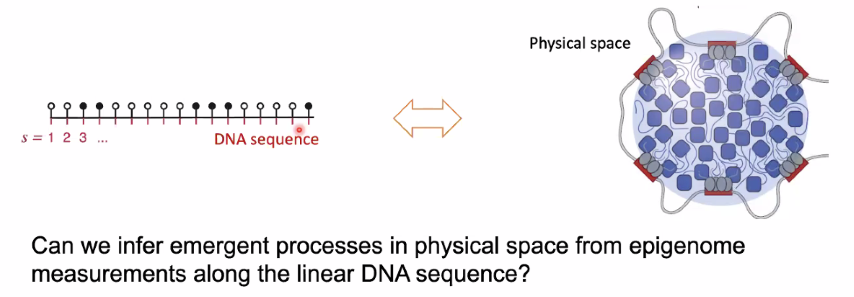 Physical space
s = 1 2 3 ...
DNA sequence
Can we infer emergent processes in physical space from epigenome
measurements along the linear DNA sequence?